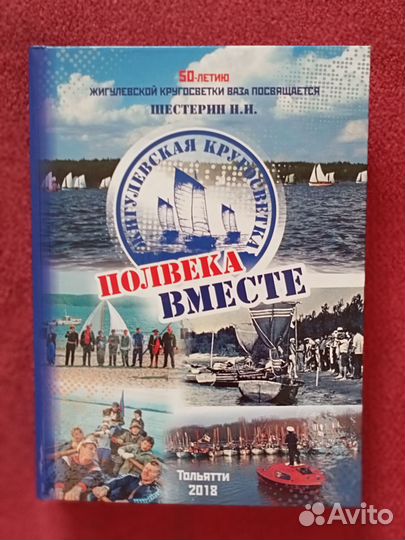 50-ЛЕТИЮ
ЖИГУЛЕВСКОЙ КРУГОСВЕТКИ ВАЗа ПОСВЯЩАЕТСЯ
ШЕСТЕРИН Н.И.
ЖИГУЛЕВСКАЯ КРУГОСВЕТКА
ПОЛВЕКА
ВМЕСТЕ
Тольятти
2018
Avito